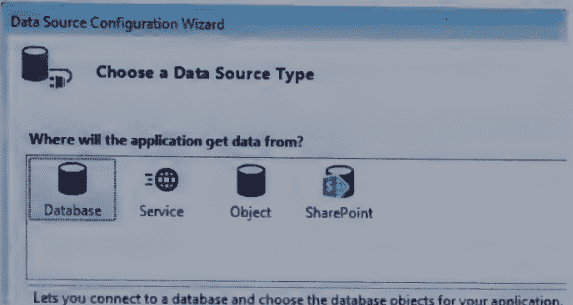 Data Source Configuration Wizard
Choose a Data Source Type
Where will the application get data from?
Database Service Object SharePoint
Lets you connect to a database and choose the database objects for your application.